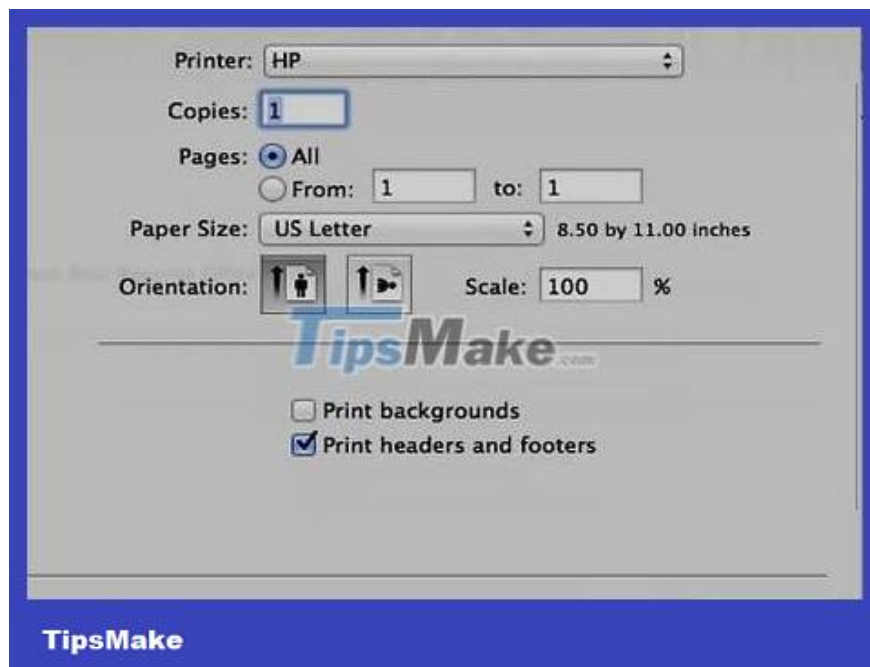 Printer: HP
Copies: 1
Pages: All
From: 1 to: 1
Paper Size: US Letter 8.50 by 11.00 inches
Orientation: Scale: 100 %
TipsMake.com
Print backgrounds
Print headers and footers
TipsMake